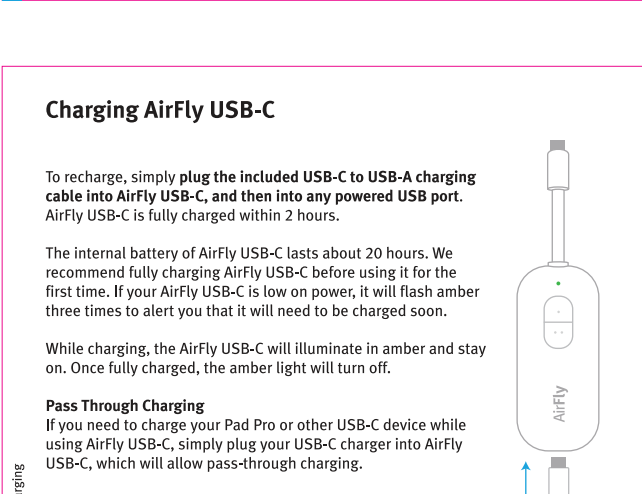 Charging AirFly USB-C
To recharge, simply plug the included USB-C to USB-A charging
cable into AirFly USB-C, and then into any powered USB port.
AirFly USB-C is fully charged within 2 hours.
The internal battery of AirFly USB-C lasts about 20 hours. We
recommend fully charging AirFly USB-C before using it for the
first time. If your AirFly USB-C is low on power, it will flash amber
three times to alert you that it will need to be charged soon.
While charging, the AirFly USB-C will illuminate in amber and stay
on. Once fully charged, the amber light will turn off.
Pass Through Charging
If you need to charge your Pad Pro or other USB-C device while
using AirFly USB-C, simply plug your USB-C charger into AirFly
USB-C, which will allow pass-through charging.
AirFly
rging